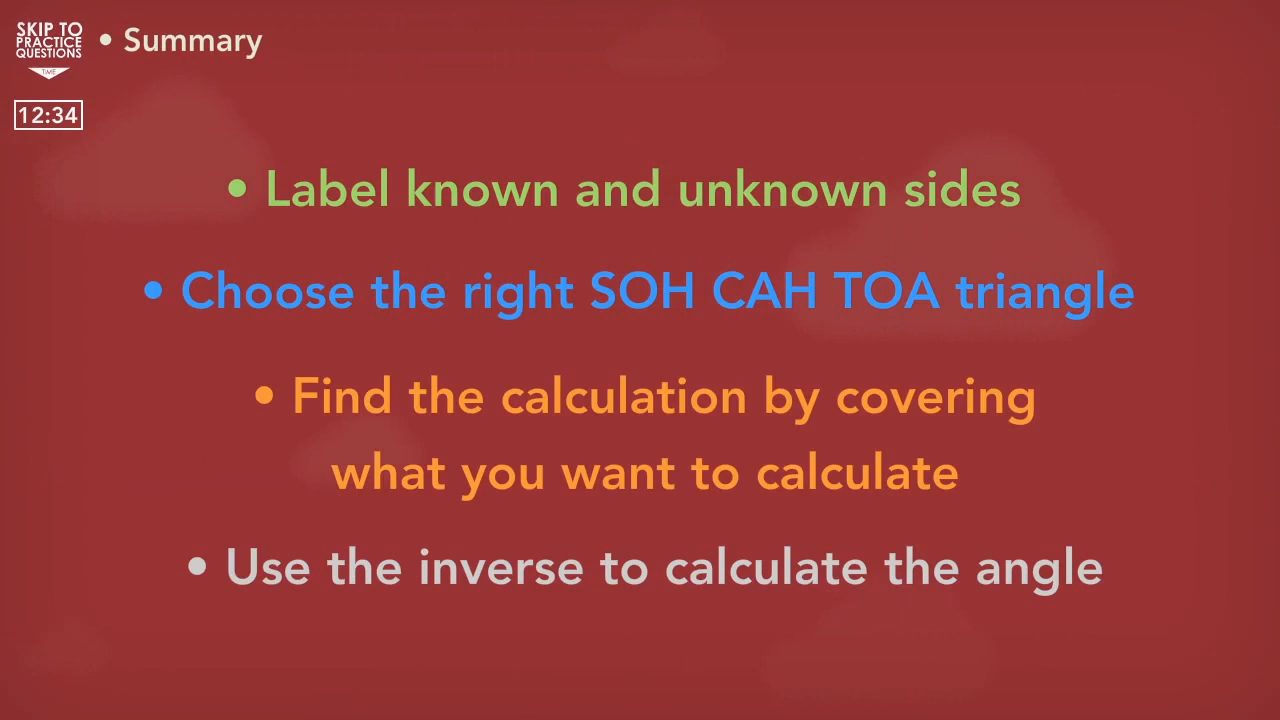 SKIP TO
PRACTICE
QUESTIONS
TIME
12:34
• Summary
• Label known and unknown sides
• Choose the right SOH CAH TOA triangle
• Find the calculation by covering
what you want to calculate
• Use the inverse to calculate the angle